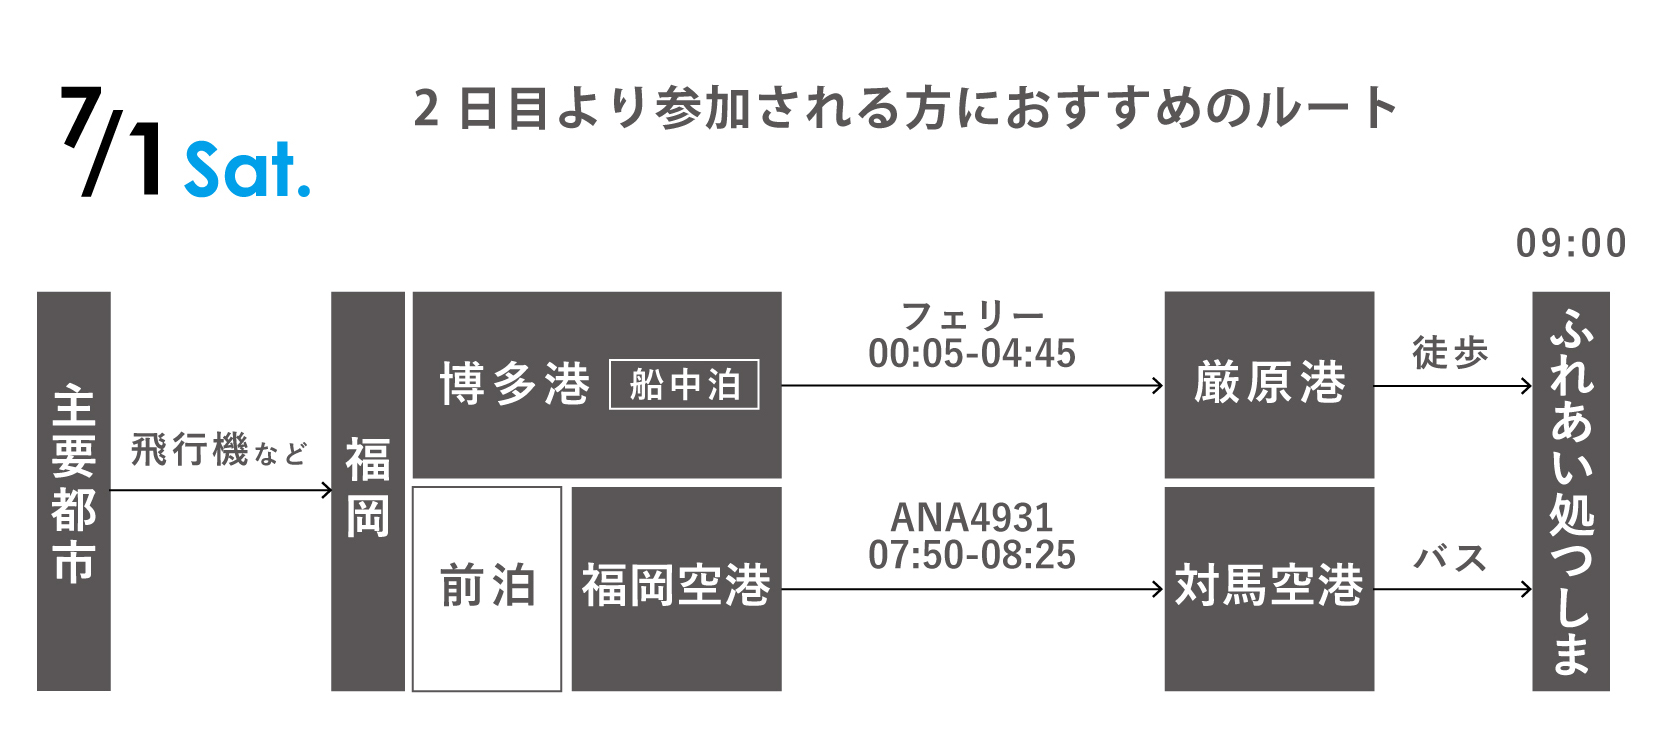 7/1 Sat.
2日目より参加される方におすすめのルート
09:00
主要都市
飛行機など
福岡
博多港 船中泊
フェリー
00:05-04:45
厳原港
徒歩
前泊
福岡空港
ANA4931
07:50-08:25
対馬空港
バス
ふれあい処つしま